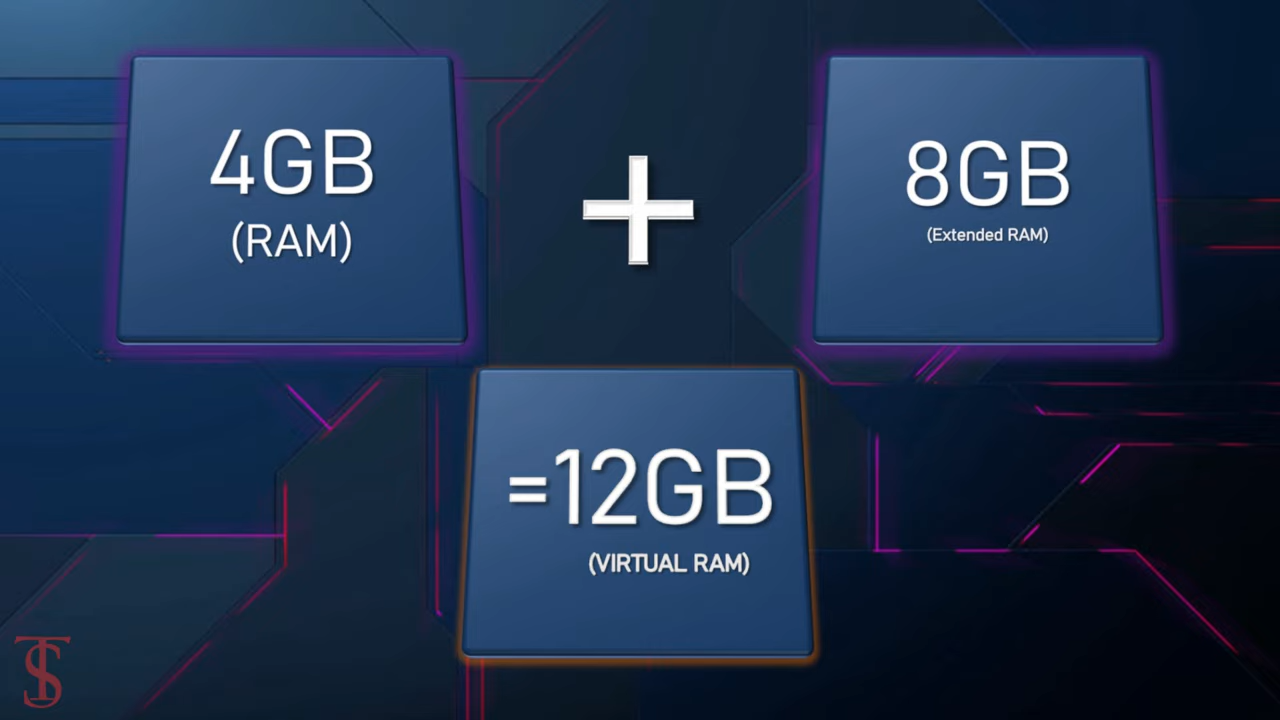 4GB
(RAM)
+
8GB
(Extended RAM)
=12GB
(VIRTUAL RAM)